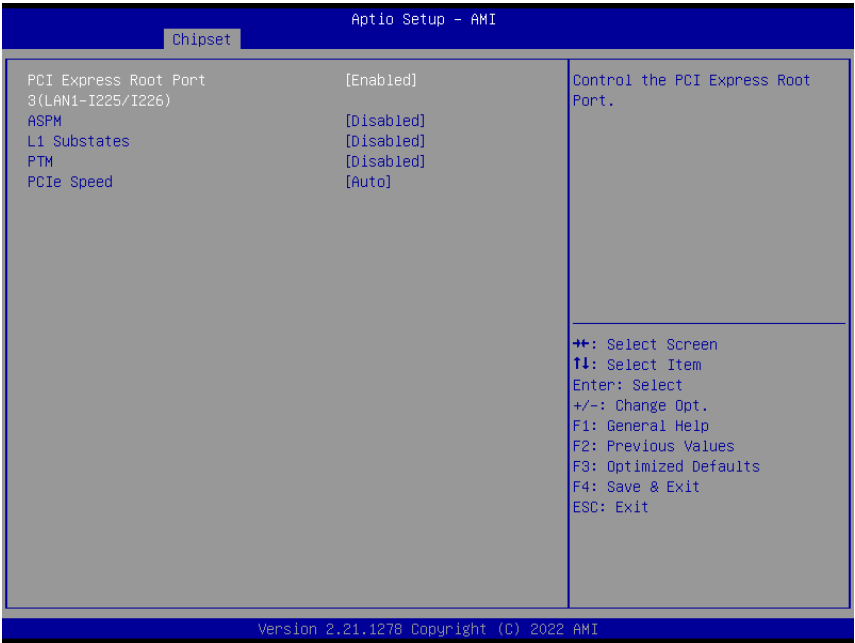 Aptio Setup - AMI
Chipset
PCI Express Root Port [Enabled]
3(LAN1-I225/I226)
ASPM [Disabled]
L1 Substates [Disabled]
PTM [Disabled]
PCIe Speed [Auto]
Control the PCI Express Root
Port.
→←: Select Screen
↑↓: Select Item
Enter: Select
+/-: Change Opt.
F1: General Help
F2: Previous Values
F3: Optimized Defaults
F4: Save & Exit
ESC: Exit
Version 2.21.1278 Copyright (C) 2022 AMI